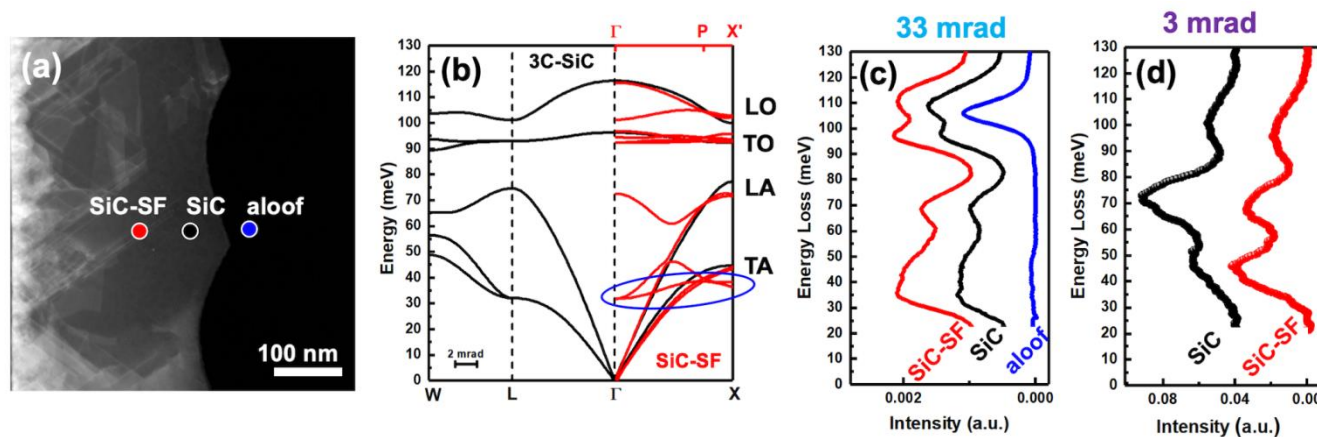 33 mrad
3 mrad
(a)
SiC-SF
SiC
aloof
100 nm
(b)
3C-SiC
Γ
P
X'
130
120
110
100
90
80
70
60
50
40
30
20
10
0
Energy (meV)
LO
TO
LA
TA
2 mrad
SiC-SF
W
L
Γ
X
(c)
130
120
110
100
90
80
70
60
50
40
30
20
10
0
Energy Loss (meV)
SiC-SF
SiC
aloof
0.002
0.000
Intensity (a.u.)
(d)
130
120
110
100
90
80
70
60
50
40
30
20
10
0
Energy Loss (meV)
SiC
SiC-SF
0.08
0.04
0.00
Intensity (a.u.)